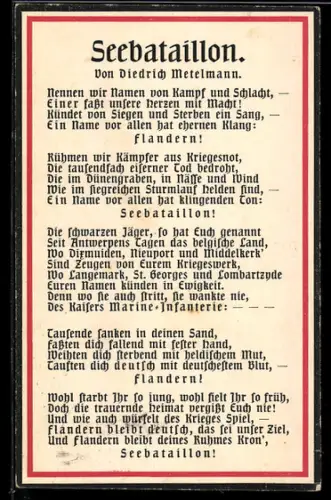 Seebataillon.
Von Diedrich Metelmann.
Nennen wir Namen von Kampf und Schlacht, —
Einer faßt unsere Herzen mit Macht!
Kündet von Siegen und Sterben ein Sang; —
Ein Name vor allen hat ehernen Klang:
Flandern!
Rühmen wir Kämpfer aus Kriegesnot,
Die tausendfach eiserner Tod bedroht,
Die im Dünengraben, in Nässe und Wind
Wie im siegreichen Sturmlauf Helden sind, —
Ein Name vor allen hat klingenden Ton:
Seebataillon!
Die schwarzen Jäger, so hat Euch genannt
Seit Antwerpens Tagen das belgische Land,
Wo Dixmuiden, Nieuport und Middelkerk'
Sind Zeugen von Eurem Kriegeswerk,
Wo Langemark, St. Georges und Lombartzyde
Euren Namen künden in Ewigkeit.
Denn wo sie auch stritt, sie wankte nie,
Des Kaisers Marine-Infanterie: — — —
Tausende sanken in deinen Sand,
Faßten dich fallend mit fester Hand,
Weihten dich sterbend mit heldischem Mut,
Tauften dich deutsch mit deutschestem Blut, —
Flandern!
Wohl starbt Ihr so jung, wohl fielt Ihr so früh,
Doch die trauernde Heimat vergißt Euch nie!
Und wie auch würfelt des Krieges Spiel, —
Flandern bleibt deutsch, das sei unser Ziel,
Und Flandern bleibt deines Ruhmes Kron',
Seebataillon!